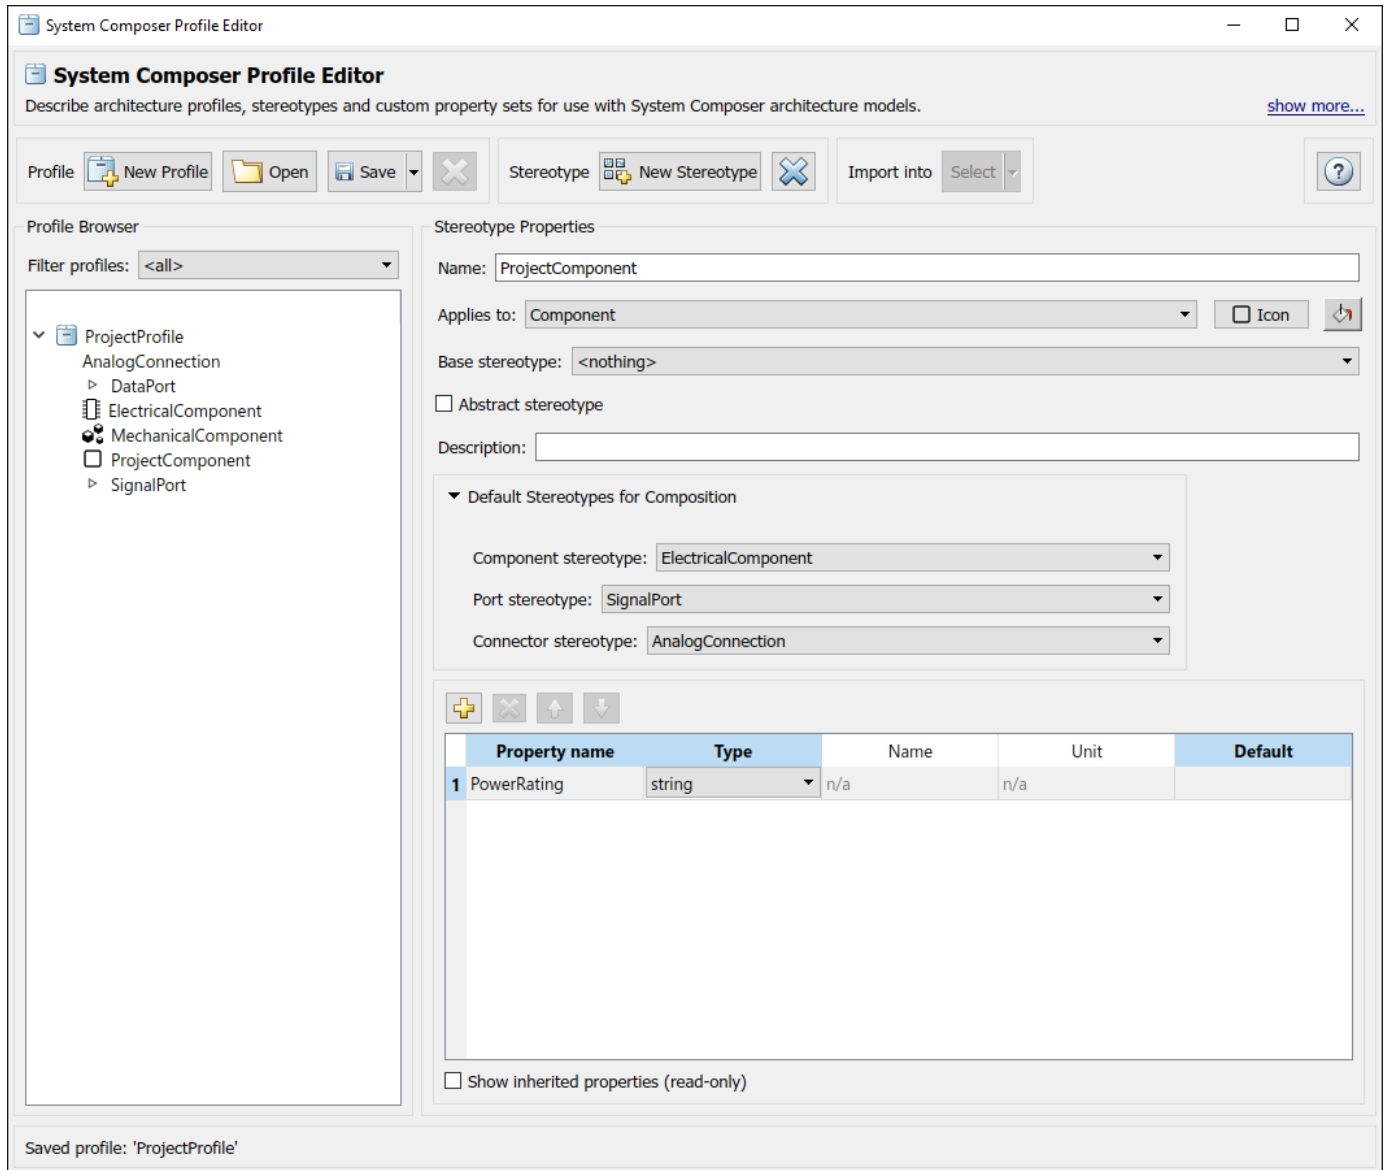 System Composer Profile Editor
System Composer Profile Editor
Describe architecture profiles, stereotypes and custom property sets for use with System Composer architecture models.
show more...
Profile New Profile Open Save Stereotype New Stereotype Import into Select ?
Profile Browser
Filter profiles: <all>
ProjectProfile
AnalogConnection
DataPort
ElectricalComponent
MechanicalComponent
ProjectComponent
SignalPort
Stereotype Properties
Name: ProjectComponent
Applies to: Component Icon
Base stereotype: <nothing>
Abstract stereotype
Description:
Default Stereotypes for Composition
Component stereotype: ElectricalComponent
Port stereotype: SignalPort
Connector stereotype: AnalogConnection
Property name Type Name Unit Default
1 PowerRating string n/a n/a
Show inherited properties (read-only)
Saved profile: 'ProjectProfile'